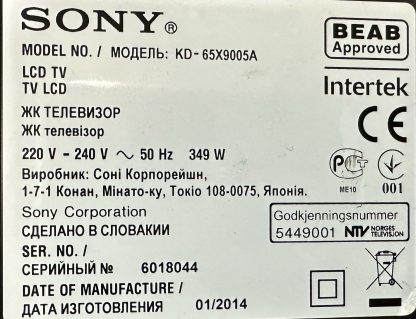 SONY®
BEAB
Approved
MODEL NO. / МОДЕЛЬ: KD-65X9005A
LCD TV
TV LCD
Intertek
ЖК ТЕЛЕВИЗОР
ЖК телевізор
CE
220 V - 240 V ~ 50 Hz 349 W
Виробник: Соні Корпорейшн,
1-7-1 Конан, Мінато-ку, Токіо 108-0075, Японія.
ME10
001
Sony Corporation
СДЕЛАНО В СЛОВАКИИ
Godkjenningsnummer
5449001 NTV NORGES TELEVISJON
SER. NO. /
СЕРИЙНЫЙ № 6018044
DATE OF MANUFACTURE /
ДАТА ИЗГОТОВЛЕНИЯ 01/2014